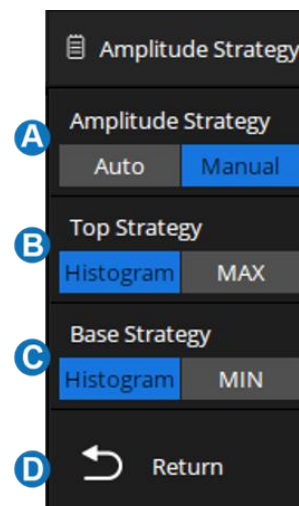 Amplitude Strategy
A
Amplitude Strategy
Auto Manual
B
Top Strategy
Histogram MAX
C
Base Strategy
Histogram MIN
D
Return